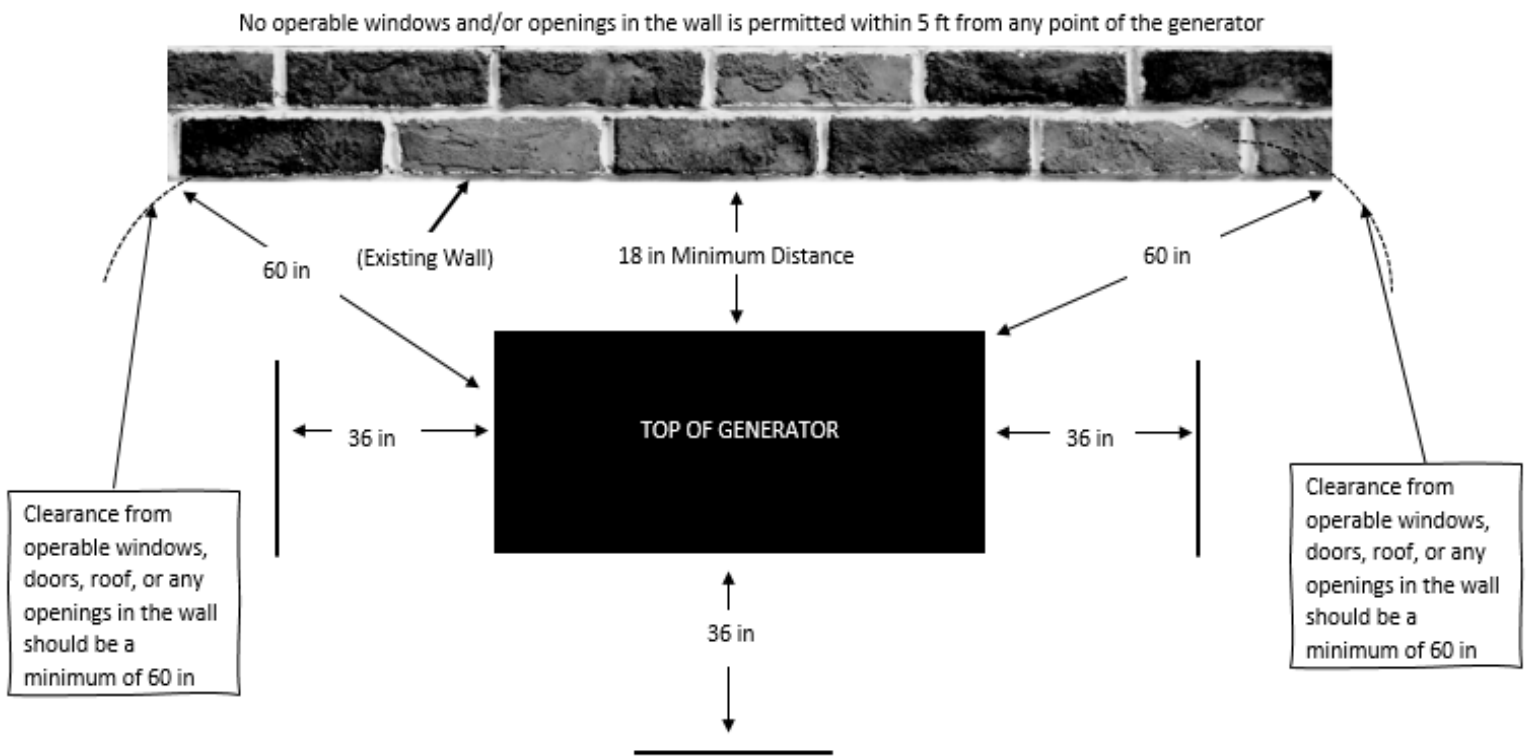 No operable windows and/or openings in the wall is permitted within 5 ft from any point of the generator
60 in
(Existing Wall)
18 in Minimum Distance
60 in
36 in
TOP OF GENERATOR
36 in
Clearance from
operable windows,
doors, roof, or any
openings in the wall
should be a
minimum of 60 in
Clearance from
operable windows,
doors, roof, or any
openings in the wall
should be a
minimum of 60 in
36 in